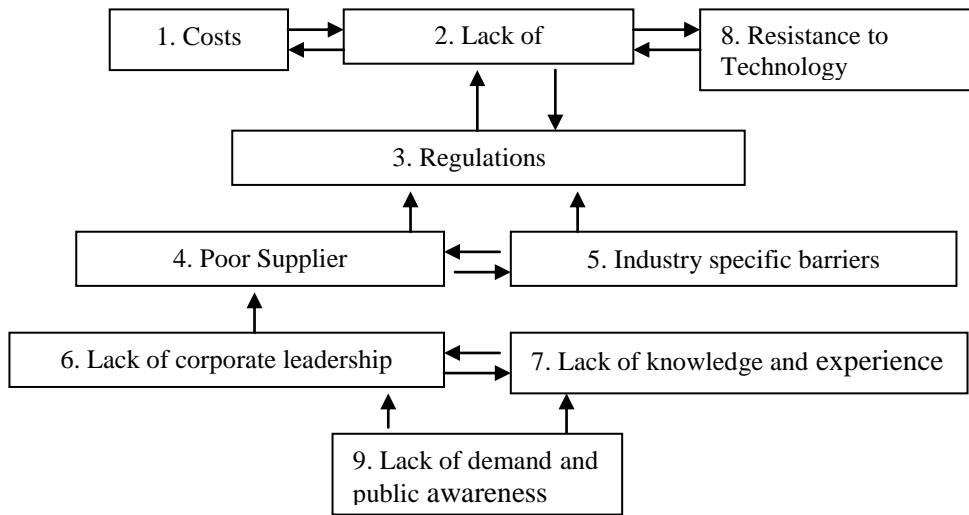 1. Costs
2. Lack of
8. Resistance to
Technology
3. Regulations
4. Poor Supplier
5. Industry specific barriers
6. Lack of corporate leadership
7. Lack of knowledge and experience
9. Lack of demand and
public awareness